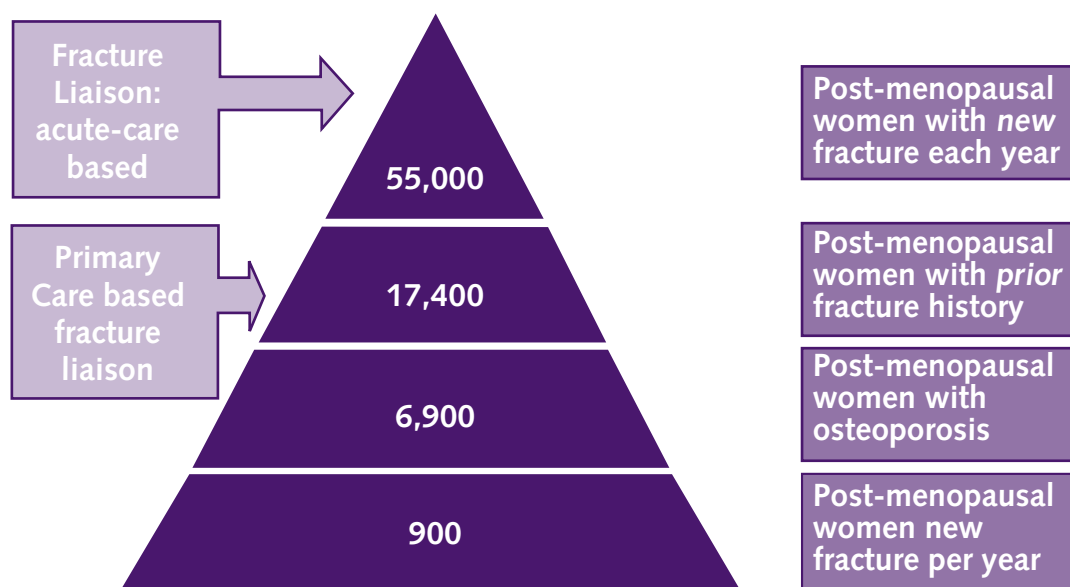 Fracture
Liaison:
acute-care
based
Primary
Care based
fracture
liaison
55,000
17,400
6,900
900
Post-menopausal
women with new
fracture each year
Post-menopausal
women with prior
fracture history
Post-menopausal
women with
osteoporosis
Post-menopausal
women new
fracture per year